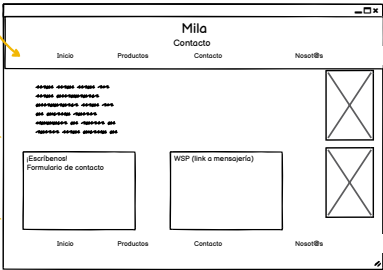 Mila
Contacto
Inicio Productos Contacto Nosot@s
¡Escríbenos!
Formulario de contacto
WSP (link a mensajería)
Inicio Productos Contacto Nosot@s